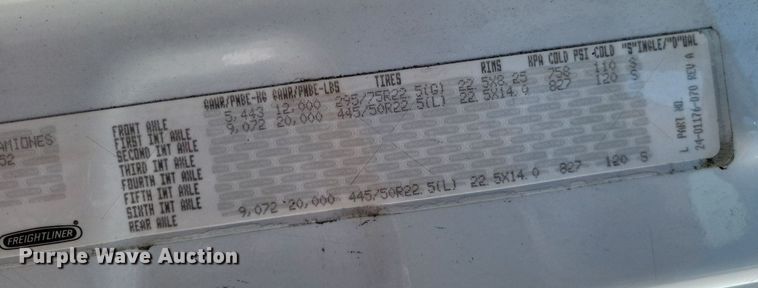 GAWR/PNBE-KG GAWR/PNBE-LBS TIRES RIMS KPA COLD PSI-COLD "S"INGLE/"D"UAL
FRONT AXLE 5,443 12,000 295/75R22.5(G) 22.5X8.25 758 110 S
FIRST INT AXLE 9,072 20,000 445/50R22.5(L) 22.5X14.0 827 120 S
SECOND INT AXLE
THIRD INT AXLE
FOURTH INT AXLE
FIFTH INT AXLE
SIXTH INT AXLE
REAR AXLE 9,072 20,000 445/50R22.5(L) 22.5X14.0 827 120 S
AMIONES
52
FREIGHTLINER
L PART NO.
24-01176-070 REV A
Purple Wave Auction